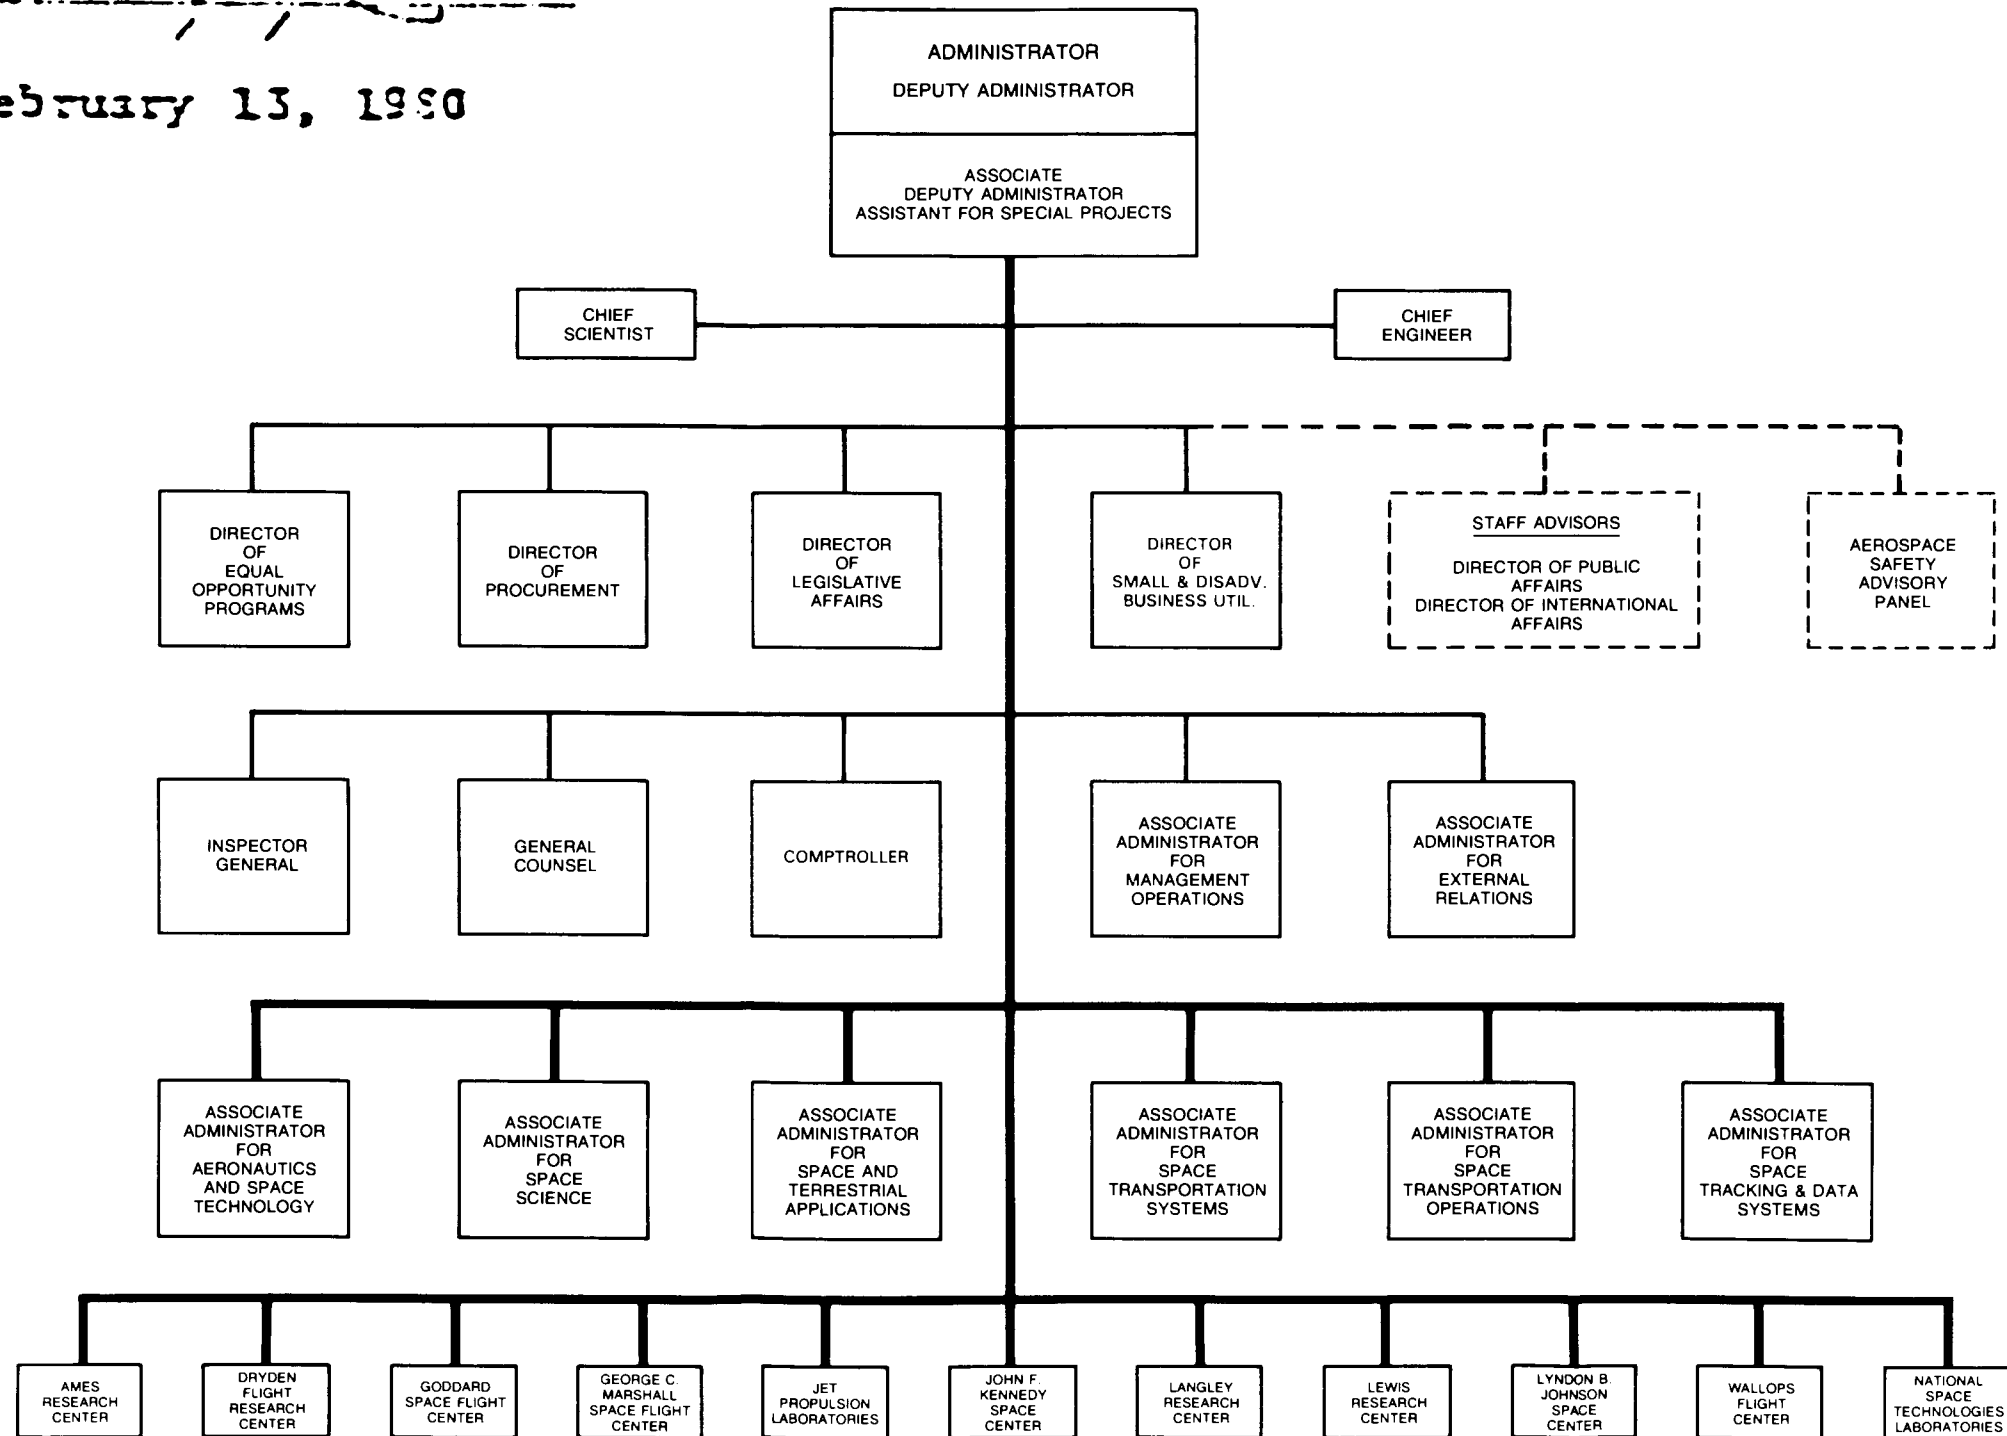 ebruary 13, 1980
ADMINISTRATOR
DEPUTY ADMINISTRATOR
ASSOCIATE
DEPUTY ADMINISTRATOR
ASSISTANT FOR SPECIAL PROJECTS
CHIEF
SCIENTIST
CHIEF
ENGINEER
DIRECTOR
OF
EQUAL
OPPORTUNITY
PROGRAMS
DIRECTOR
OF
PROCUREMENT
DIRECTOR
OF
LEGISLATIVE
AFFAIRS
DIRECTOR
OF
SMALL & DISADV.
BUSINESS UTIL.
STAFF ADVISORS
DIRECTOR OF PUBLIC
AFFAIRS
DIRECTOR OF INTERNATIONAL
AFFAIRS
AEROSPACE
SAFETY
ADVISORY
PANEL
INSPECTOR
GENERAL
GENERAL
COUNSEL
COMPTROLLER
ASSOCIATE
ADMINISTRATOR
FOR
MANAGEMENT
OPERATIONS
ASSOCIATE
ADMINISTRATOR
FOR
EXTERNAL
RELATIONS
ASSOCIATE
ADMINISTRATOR
FOR
AERONAUTICS
AND SPACE
TECHNOLOGY
ASSOCIATE
ADMINISTRATOR
FOR
SPACE
SCIENCE
ASSOCIATE
ADMINISTRATOR
FOR
SPACE AND
TERRESTRIAL
APPLICATIONS
ASSOCIATE
ADMINISTRATOR
FOR
SPACE
TRANSPORTATION
SYSTEMS
ASSOCIATE
ADMINISTRATOR
FOR
SPACE
TRANSPORTATION
OPERATIONS
ASSOCIATE
ADMINISTRATOR
FOR
SPACE
TRACKING & DATA
SYSTEMS
AMES
RESEARCH
CENTER
DRYDEN
FLIGHT
RESEARCH
CENTER
GODDARD
SPACE FLIGHT
CENTER
GEORGE C.
MARSHALL
SPACE FLIGHT
CENTER
JET
PROPULSION
LABORATORIES
JOHN F.
KENNEDY
SPACE
CENTER
LANGLEY
RESEARCH
CENTER
LEWIS
RESEARCH
CENTER
LYNDON B.
JOHNSON
SPACE
CENTER
WALLOPS
FLIGHT
CENTER
NATIONAL
SPACE
TECHNOLOGIES
LABORATORIES